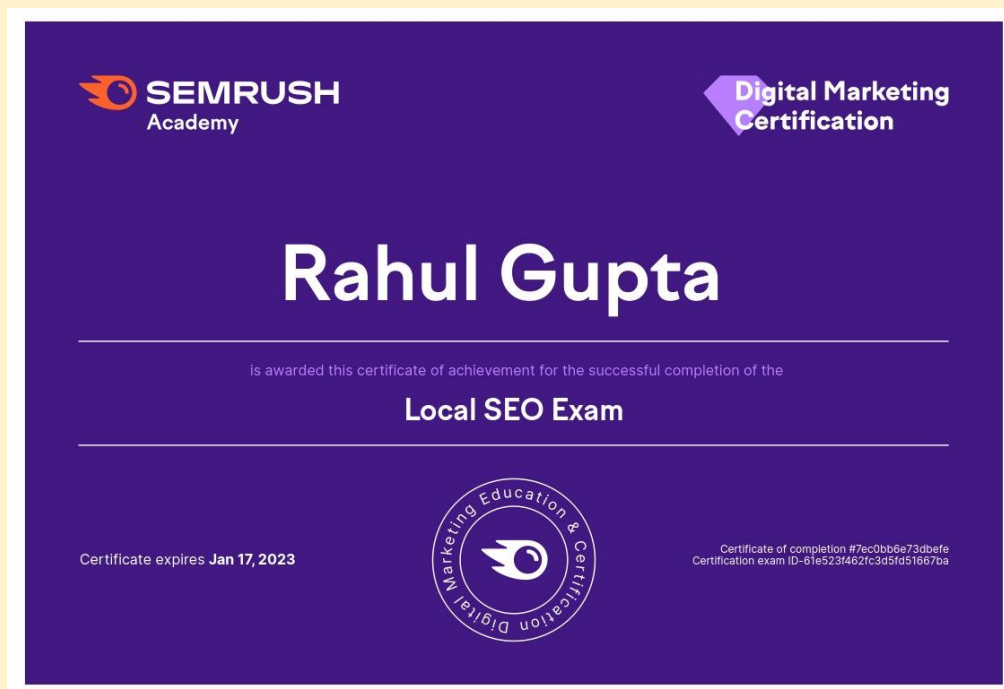 SEMRUSH
Academy
Digital Marketing
Certification
Rahul Gupta
is awarded this certificate of achievement for the successful completion of the
Local SEO Exam
Certificate expires Jan 17, 2023
Digital Marketing Education & Certification
Certificate of completion #7ec0bb6e73dbefe
Certification exam ID-61e523f462fc3d5fd51667ba